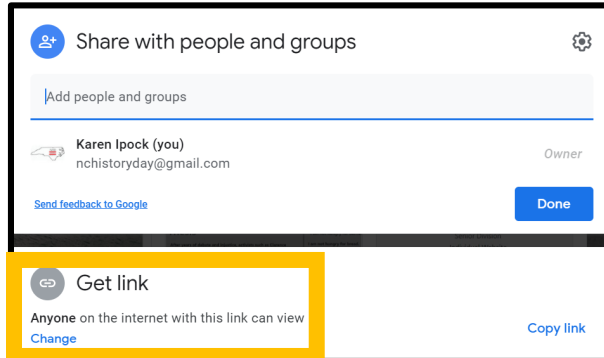 Share with people and groups
Add people and groups
Karen Ipock (you)
nchistoryday@gmail.com
Owner
Send feedback to Google
Done
Get link
Anyone on the internet with this link can view
Change
Copy link